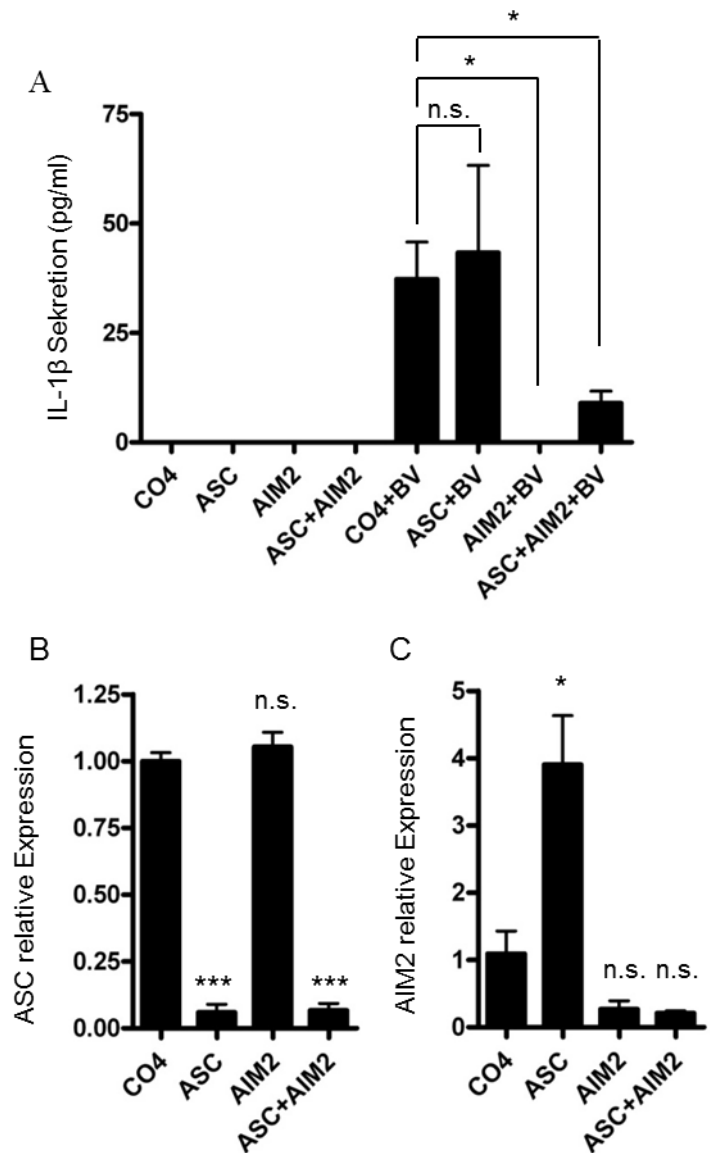 A
*
*
n.s.
IL-1β Sekretion (pg/ml)
75
50
25
0
CO4
ASC
AIM2
ASC+AIM2
CO4+BV
ASC+BV
AIM2+BV
ASC+AIM2+BV
B
ASC relative Expression
1.25
1.00
0.75
0.50
0.25
0.00
n.s.
***
***
CO4
ASC
AIM2
ASC+AIM2
C
AIM2 relative Expression
5
4
3
2
1
0
*
n.s.
n.s.
CO4
ASC
AIM2
ASC+AIM2